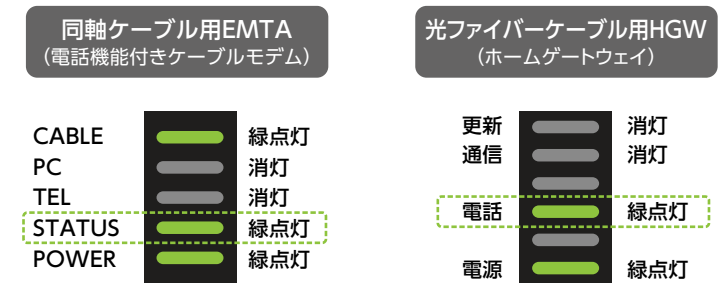 同軸ケーブル用EMTA
（電話機能付きケーブルモデム）
CABLE 緑点灯
PC 消灯
TEL 消灯
STATUS 緑点灯
POWER 緑点灯
光ファイバーケーブル用HGW
（ホームゲートウェイ）
更新 消灯
通信 消灯
電話 緑点灯
電源 緑点灯